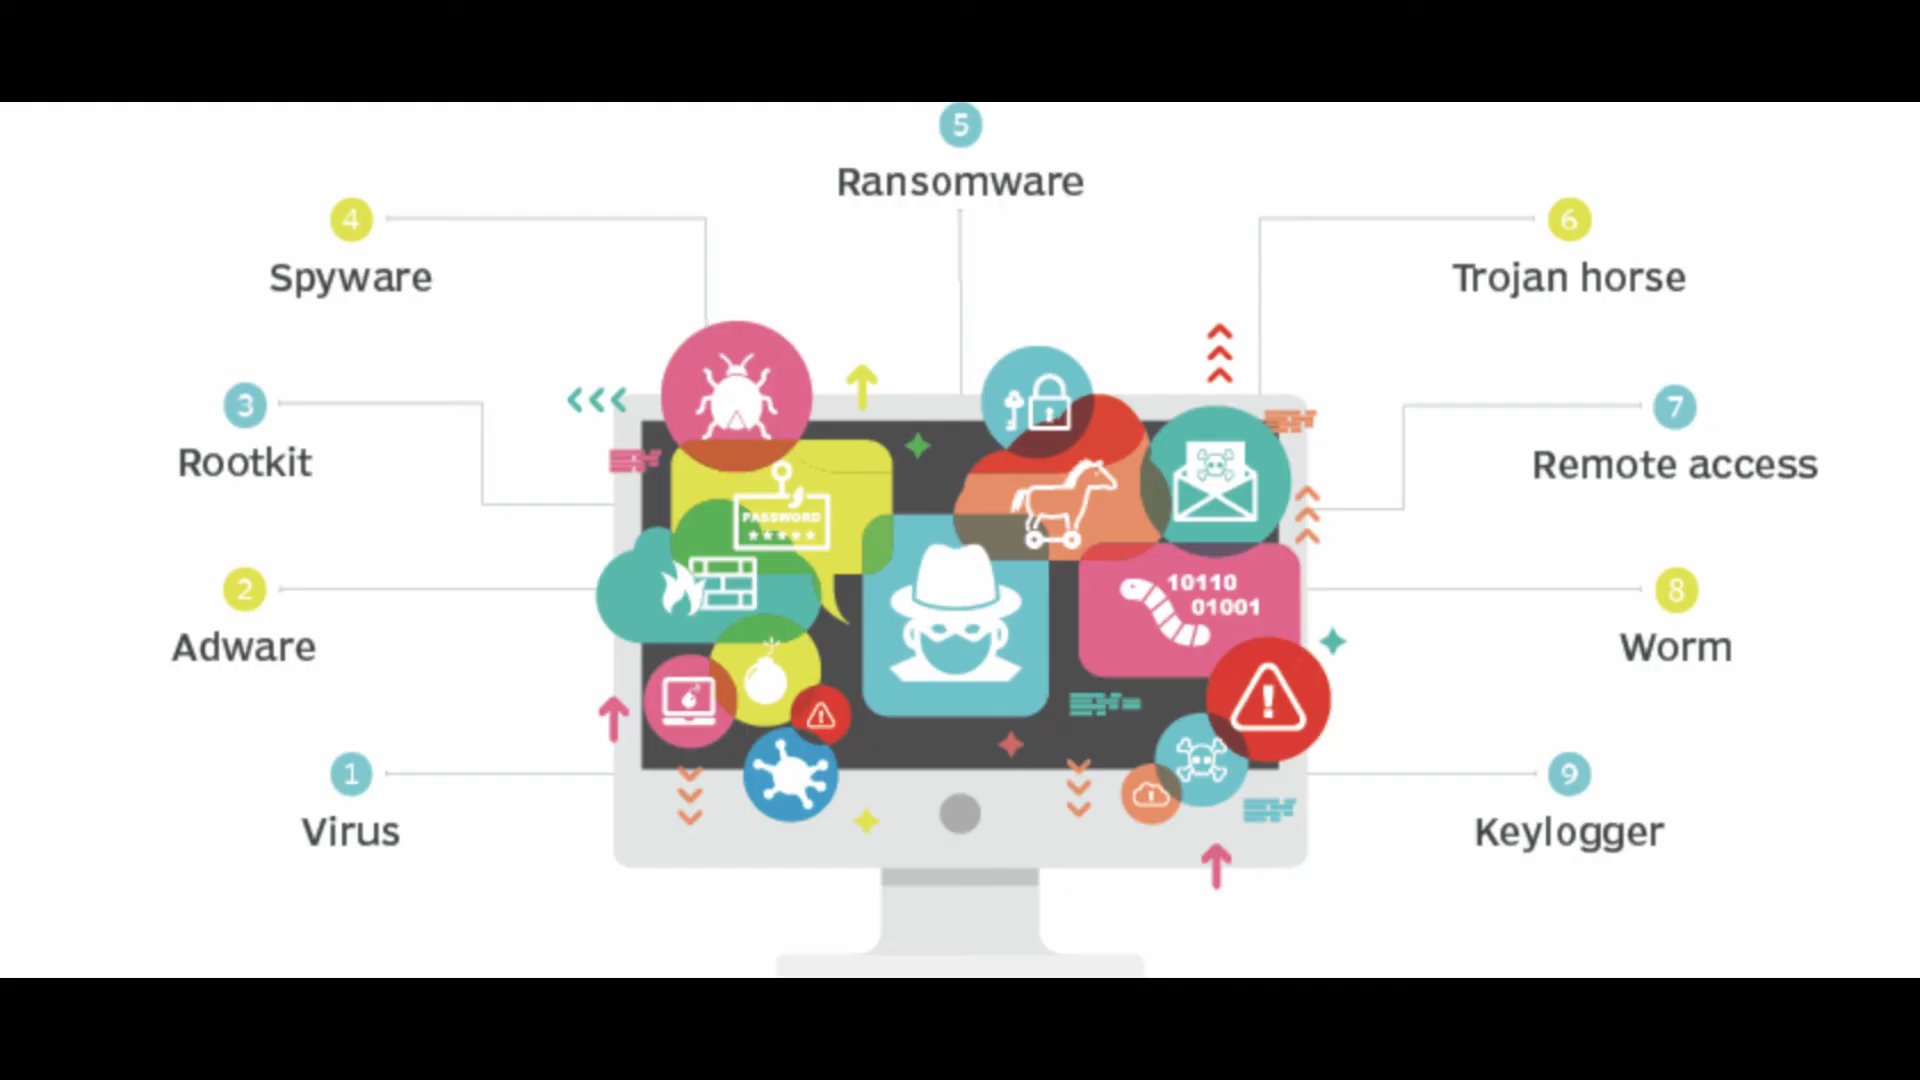 5
Ransomware
4
Spyware
6
Trojan horse
3
Rootkit
7
Remote access
PASSWORD
*****
2
Adware
10110
01001
8
Worm
!
!
1
Virus
9
Keylogger